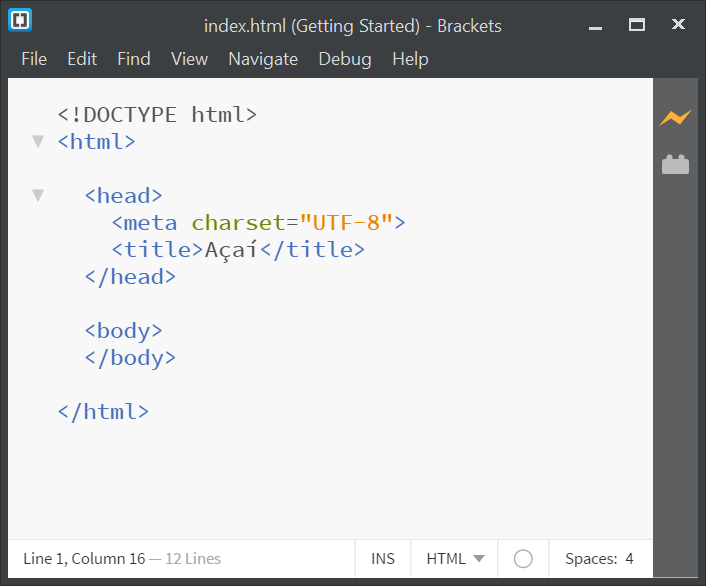 index.html (Getting Started) - Brackets
File Edit Find View Navigate Debug Help
<!DOCTYPE html>
<html>
<head>
<meta charset="UTF-8">
<title>Açaí</title>
</head>
<body>
</body>
</html>
Line 1, Column 16 — 12 Lines INS HTML Spaces: 4